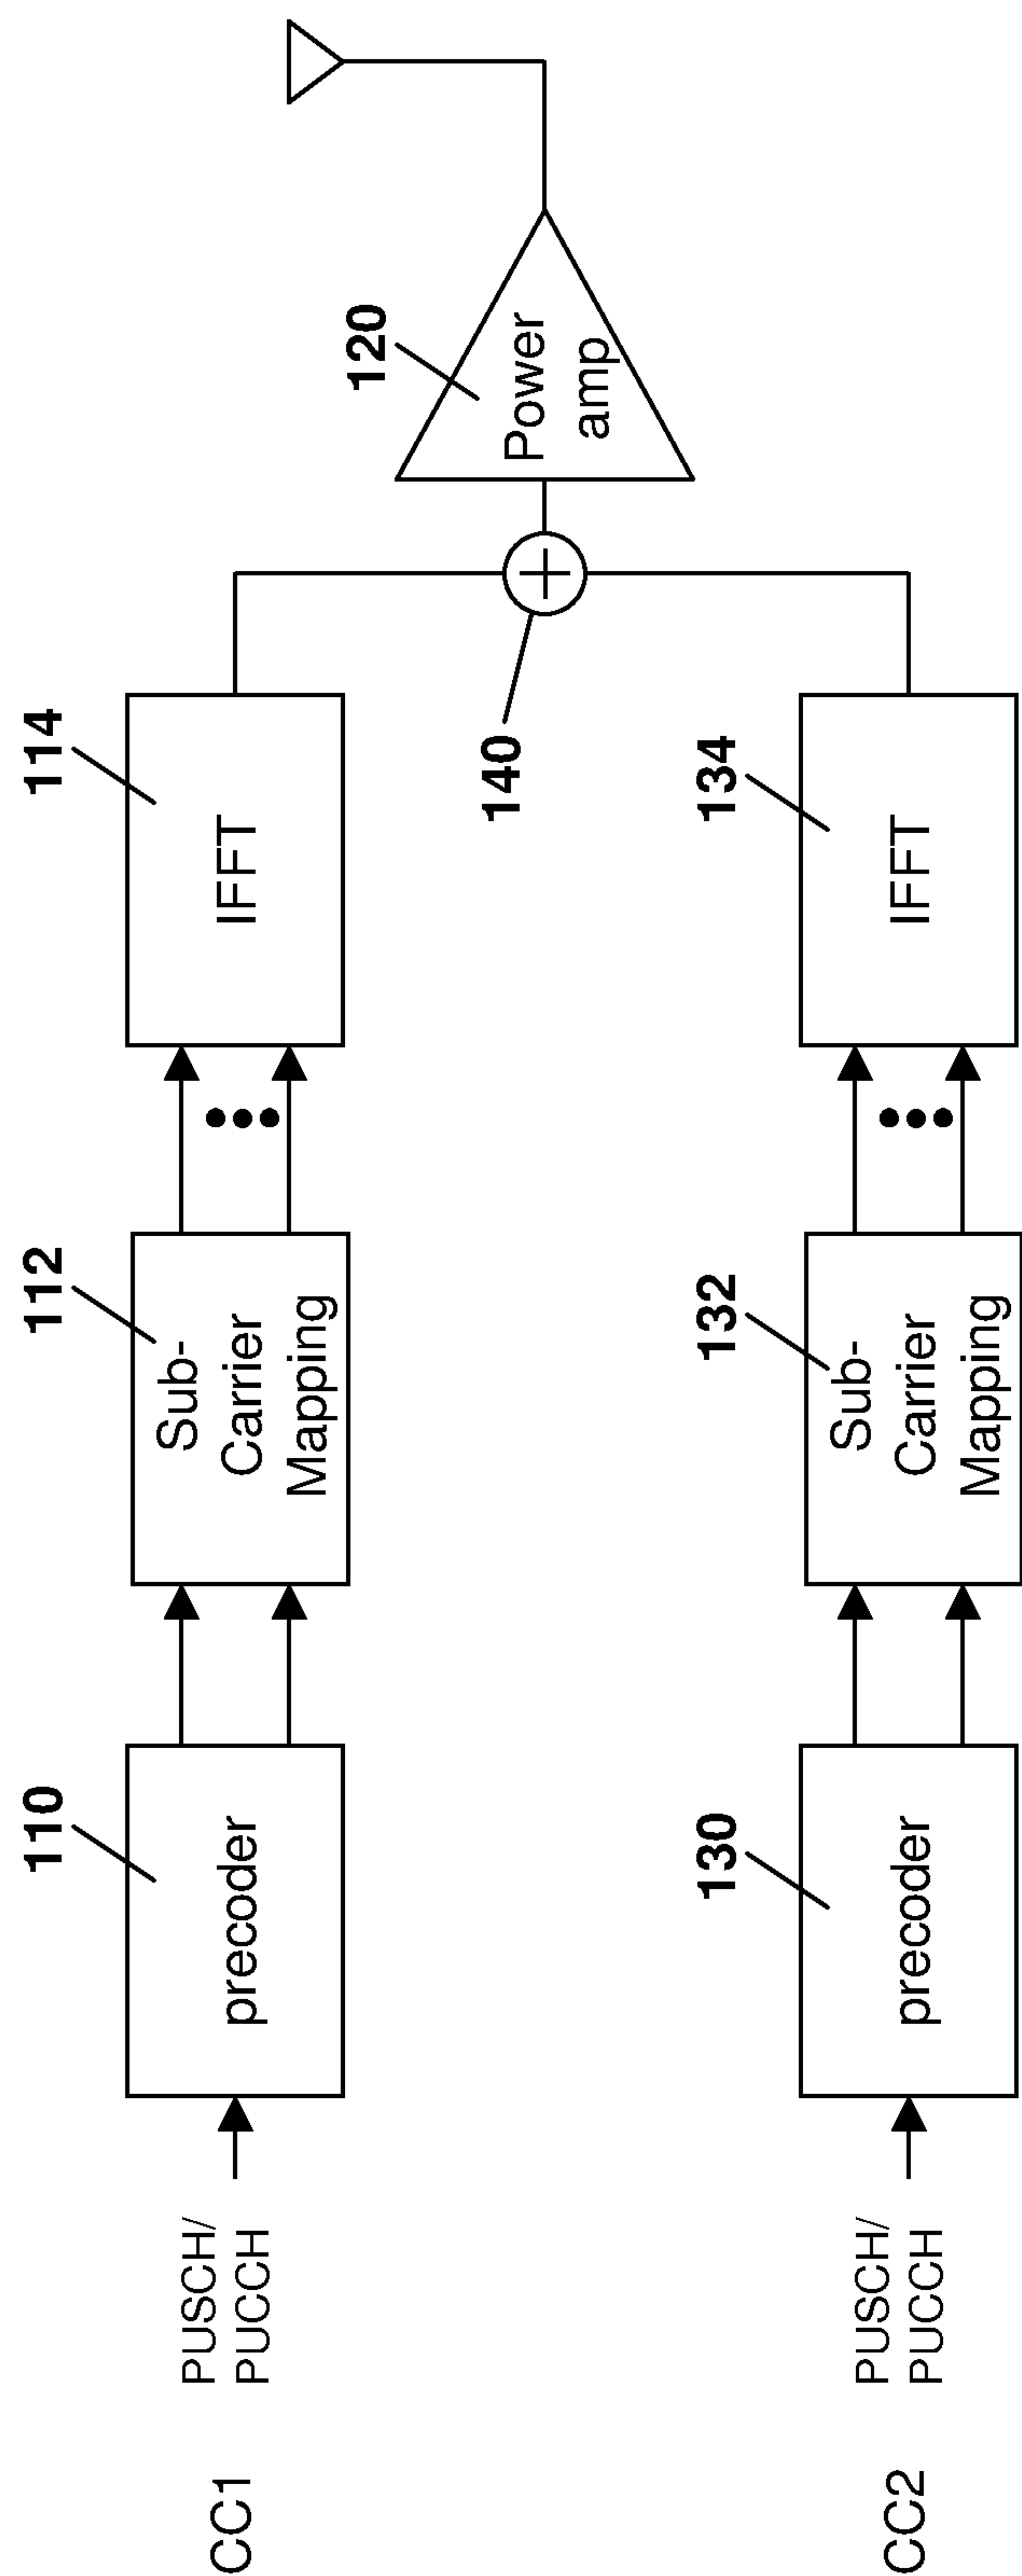 CC1
PUSCH/
PUCCH
110
precoder
112
Sub-
Carrier
Mapping
114
IFFT
140
120
Power
amp
CC2
PUSCH/
PUCCH
130
precoder
132
Sub-
Carrier
Mapping
134
IFFT